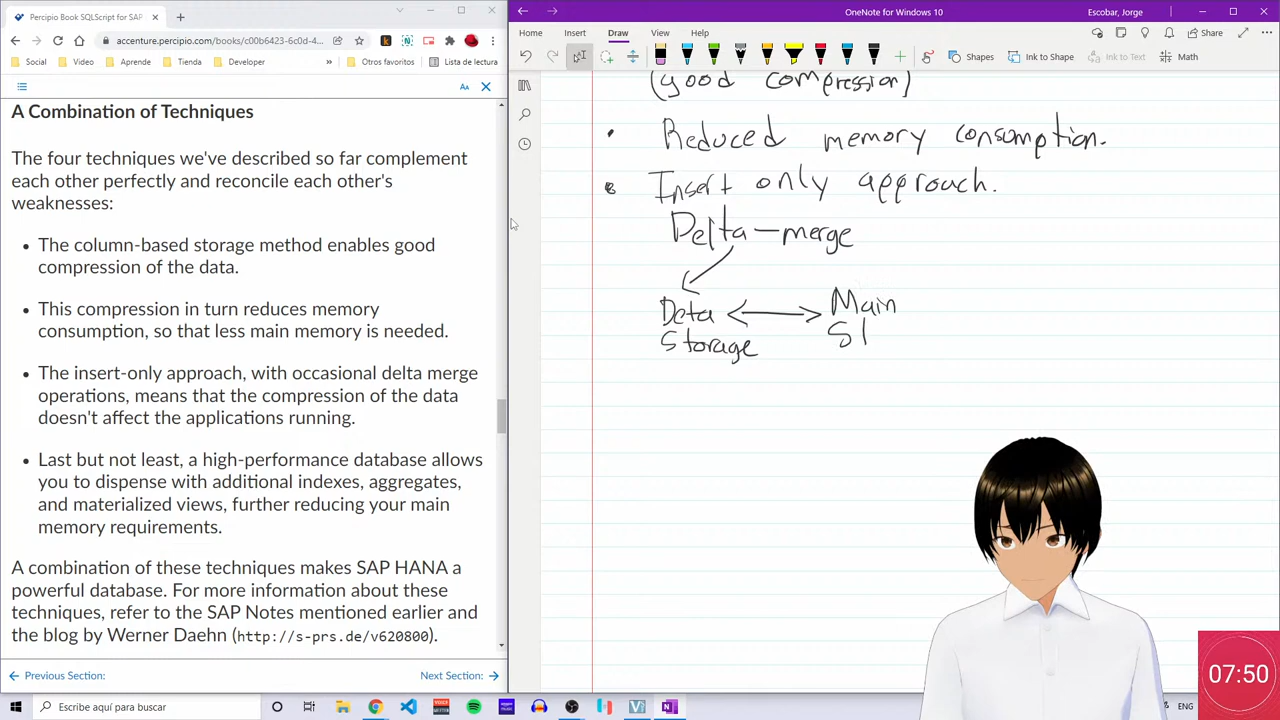 Percipio Book SQLScript for SAP
accenture.percipio.com/books/c00b6423-6c0d-4...
Social
Video
Aprende
Tienda
Developer
»
Otros favoritos
Lista de lectura
A Combination of Techniques
The four techniques we've described so far complement
each other perfectly and reconcile each other's
weaknesses:
• The column-based storage method enables good
compression of the data.
• This compression in turn reduces memory
consumption, so that less main memory is needed.
• The insert-only approach, with occasional delta merge
operations, means that the compression of the data
doesn't affect the applications running.
• Last but not least, a high-performance database allows
you to dispense with additional indexes, aggregates,
and materialized views, further reducing your main
memory requirements.
A combination of these techniques makes SAP HANA a
powerful database. For more information about these
techniques, refer to the SAP Notes mentioned earlier and
the blog by Werner Daehn (http://s-prs.de/v620800).
Previous Section:
Next Section:
OneNote for Windows 10
Escobar, Jorge
Home
Insert
Draw
View
Help
Share
Shapes
Ink to Shape
Ink to Text
Math
(good compression)
• Reduced memory consumption.
• Insert only approach.
Delta-merge
Deta
Storage
Main
St
07:50
Escribe aquí para buscar
ENG